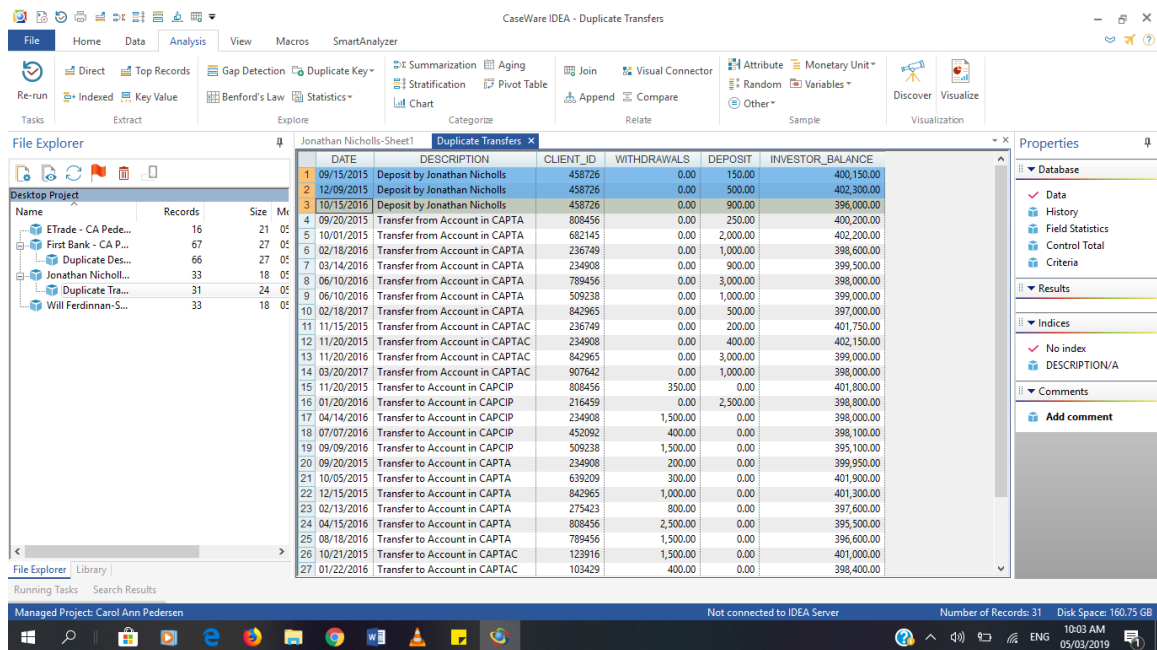 CaseWare IDEA - Duplicate Transfers
File Home Data Analysis View Macros SmartAnalyzer
Re-run
Tasks
Direct Top Records
Indexed Key Value
Extract
Gap Detection Duplicate Key
Benford's Law Statistics
Explore
Summarization Aging
Stratification Pivot Table
Chart
Categorize
Join Visual Connector
Append Compare
Relate
Attribute Monetary Unit
Random Variables
Other
Sample
Discover Visualize
Visualization
File Explorer
Desktop Project
Name Records Size
ETrade - CA Pede... 16 21 05
First Bank - CA P... 67 27 05
Duplicate Des... 66 27 05
Jonathan Nicholl... 33 18 05
Duplicate Tra... 31 24 05
Will Ferdinnan-S... 33 18 05
File Explorer Library
Running Tasks Search Results
Jonathan Nicholls-Sheet1 Duplicate Transfers
DATE DESCRIPTION CLIENT_ID WITHDRAWALS DEPOSIT INVESTOR_BALANCE
1 09/15/2015 Deposit by Jonathan Nicholls 458726 0.00 150.00 400,150.00
2 12/09/2015 Deposit by Jonathan Nicholls 458726 0.00 500.00 402,300.00
3 10/15/2016 Deposit by Jonathan Nicholls 458726 0.00 900.00 396,000.00
4 09/20/2015 Transfer from Account in CAPTA 808456 0.00 250.00 400,200.00
5 10/01/2015 Transfer from Account in CAPTA 682145 0.00 2,000.00 402,200.00
6 02/18/2016 Transfer from Account in CAPTA 236749 0.00 1,000.00 398,600.00
7 03/14/2016 Transfer from Account in CAPTA 234908 0.00 900.00 399,500.00
8 06/10/2016 Transfer from Account in CAPTA 789456 0.00 3,000.00 398,000.00
9 06/10/2016 Transfer from Account in CAPTA 509238 0.00 1,000.00 399,000.00
10 02/18/2017 Transfer from Account in CAPTA 842965 0.00 500.00 397,000.00
11 11/15/2015 Transfer from Account in CAPTAC 236749 0.00 200.00 401,750.00
12 11/20/2015 Transfer from Account in CAPTAC 234908 0.00 400.00 402,150.00
13 11/20/2016 Transfer from Account in CAPTAC 842965 0.00 3,000.00 399,000.00
14 03/20/2017 Transfer from Account in CAPTAC 907642 0.00 1,000.00 398,000.00
15 11/20/2015 Transfer to Account in CAPCIP 808456 350.00 0.00 401,800.00
16 01/20/2016 Transfer to Account in CAPCIP 216459 0.00 2,500.00 398,800.00
17 04/14/2016 Transfer to Account in CAPCIP 234908 1,500.00 0.00 398,000.00
18 07/07/2016 Transfer to Account in CAPCIP 452092 400.00 0.00 398,100.00
19 09/09/2016 Transfer to Account in CAPCIP 509238 1,500.00 0.00 395,100.00
20 09/20/2015 Transfer to Account in CAPTA 234908 200.00 0.00 399,950.00
21 10/05/2015 Transfer to Account in CAPTA 639209 300.00 0.00 401,900.00
22 12/15/2015 Transfer to Account in CAPTA 842965 1,000.00 0.00 401,300.00
23 02/13/2016 Transfer to Account in CAPTA 275423 800.00 0.00 397,600.00
24 04/15/2016 Transfer to Account in CAPTA 808456 2,500.00 0.00 395,500.00
25 08/18/2016 Transfer to Account in CAPTA 789456 1,500.00 0.00 396,600.00
26 10/21/2015 Transfer to Account in CAPTAC 123916 1,500.00 0.00 401,000.00
27 01/22/2016 Transfer to Account in CAPTAC 103429 400.00 0.00 398,400.00
Properties
Database
Data
History
Field Statistics
Control Total
Criteria
Results
Indices
No index
DESCRIPTION/A
Comments
Add comment
Managed Project: Carol Ann Pedersen Not connected to IDEA Server Number of Records: 31 Disk Space: 160.75 GB
ENG 10:03 AM
05/03/2019